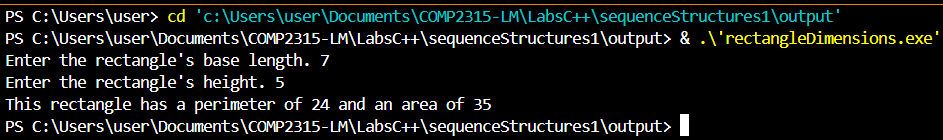 PS C:\Users\user> cd 'c:\Users\user\Documents\COMP2315-LM\LabsC++\sequenceStructures1\output'
PS C:\Users\user\Documents\COMP2315-LM\LabsC++\sequenceStructures1\output> & .\'rectangleDimensions.exe'
Enter the rectangle's base length. 7
Enter the rectangle's height. 5
This rectangle has a perimeter of 24 and an area of 35
PS C:\Users\user\Documents\COMP2315-LM\LabsC++\sequenceStructures1\output>